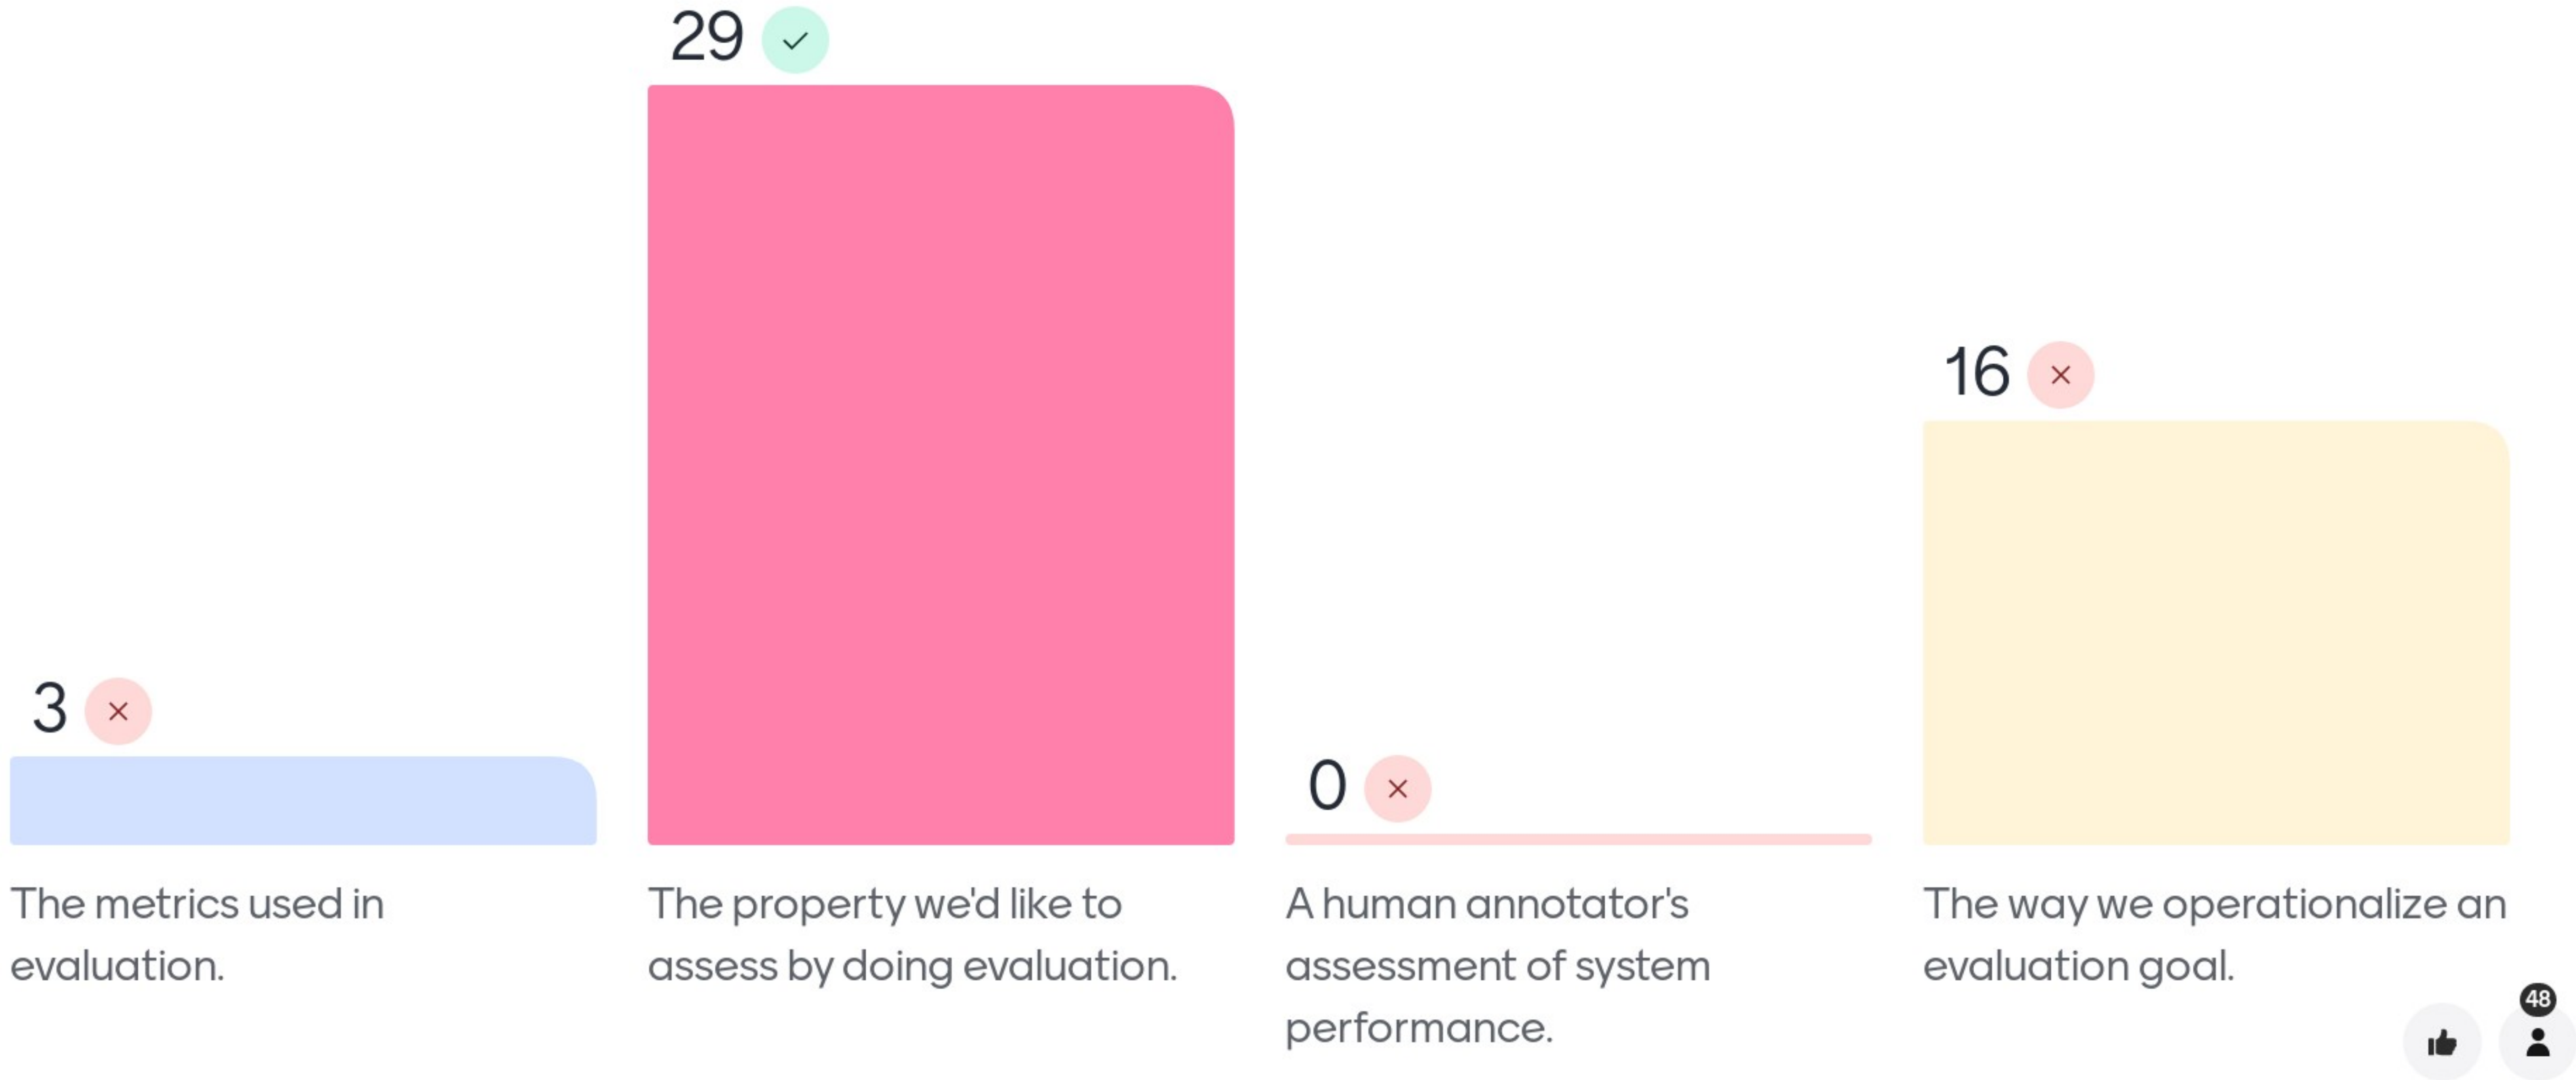 29
16
3
0
The metrics used in
evaluation.
The property we'd like to
assess by doing evaluation.
A human annotator's
assessment of system
performance.
The way we operationalize an
evaluation goal.
48